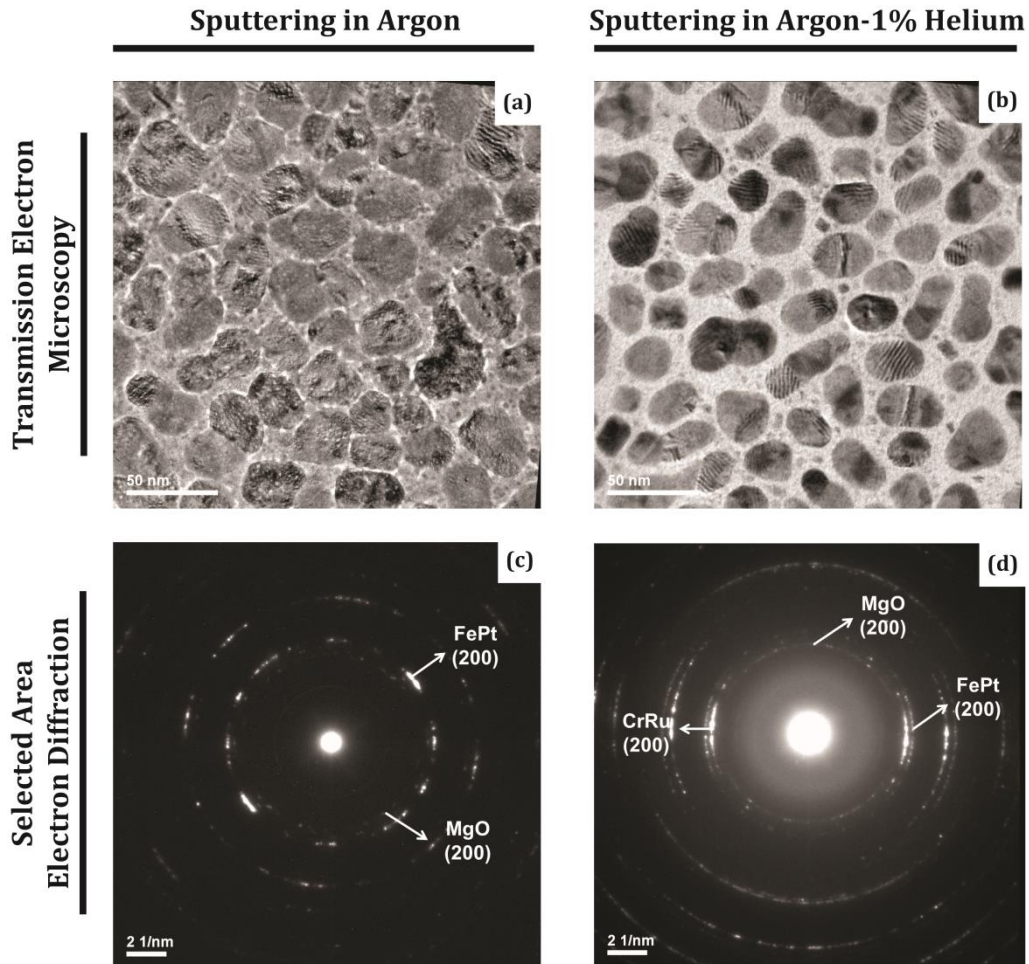 Sputtering in Argon
Sputtering in Argon-1% Helium
Transmission Electron
Microscopy
(a)
50 nm
(b)
50 nm
Selected Area
Electron Diffraction
(c)
FePt
(200)
MgO
(200)
2 1/nm
(d)
MgO
(200)
FePt
(200)
CrRu
(200)
2 1/nm